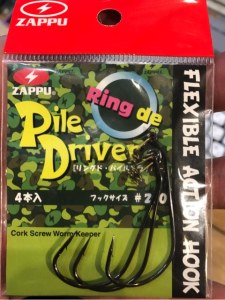 ZAPPU
ZAPPU
Ring de
Pile
Driver
[リングド・パイルドライバー]
4本入
フックサイズ #2/0
Cork Screw Worm Keeper
FLEXIBLE ACTION HOOK